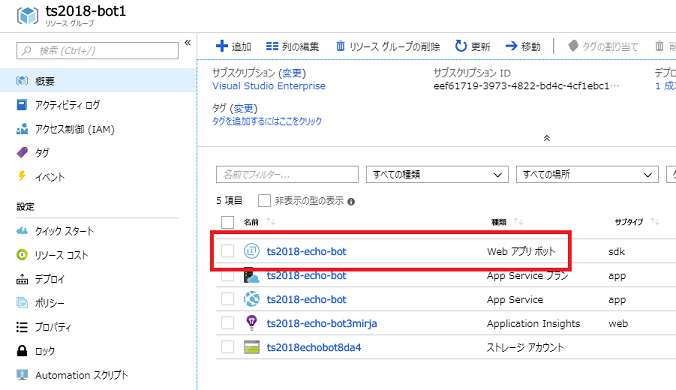 ts2018-bot1
リソース グループ
検索 (Ctrl+/)
概要
アクティビティ ログ
アクセス制御 (IAM)
タグ
イベント
設定
クイック スタート
リソース コスト
デプロイ
ポリシー
プロパティ
ロック
Automation スクリプト
追加 列の編集 リソース グループの削除 更新 移動 タグの割り当て
サブスクリプション (変更) サブスクリプション ID デプロ
Visual Studio Enterprise eef61719-3973-4822-bd4c-4cf1ebc1… 1 成
タグ (変更)
タグを追加するにはここをクリック
名前でフィルター... すべての種類 すべての場所
5 項目 非表示の型の表示
名前 種類 サブタイプ
ts2018-echo-bot Web アプリ ボット sdk
ts2018-echo-bot App Service プラン app
ts2018-echo-bot App Service app
ts2018-echo-bot3mirja Application Insights web
ts2018echobot8da4 ストレージ アカウント